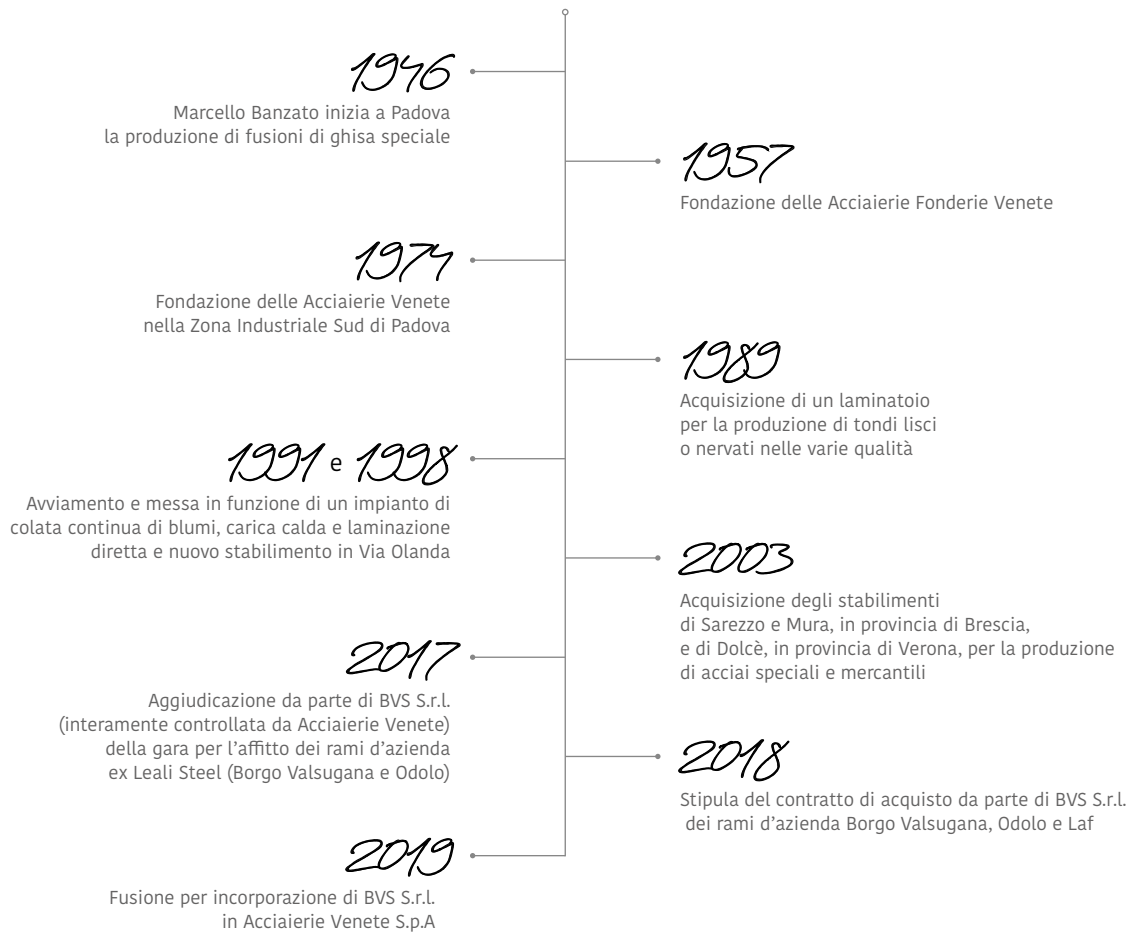 1946
Marcello Banzato inizia a Padova
la produzione di fusioni di ghisa speciale
1957
Fondazione delle Acciaierie Fonderie Venete
1974
Fondazione delle Acciaierie Venete
nella Zona Industriale Sud di Padova
1989
Acquisizione di un laminatoio
per la produzione di tondi lisci
o nervati nelle varie qualità
1991 e 1998
Avviamento e messa in funzione di un impianto di
colata continua di blumi, carica calda e laminazione
diretta e nuovo stabilimento in Via Olanda
2003
Acquisizione degli stabilimenti
di Sarezzo e Mura, in provincia di Brescia,
e di Dolcè, in provincia di Verona, per la produzione
di acciai speciali e mercantili
2017
Aggiudicazione da parte di BVS S.r.l.
(interamente controllata da Acciaierie Venete)
della gara per l’affitto dei rami d’azienda
ex Leali Steel (Borgo Valsugana e Odolo)
2018
Stipula del contratto di acquisto da parte di BVS S.r.l.
dei rami d’azienda Borgo Valsugana, Odolo e Laf
2019
Fusione per incorporazione di BVS S.r.l.
in Acciaierie Venete S.p.A